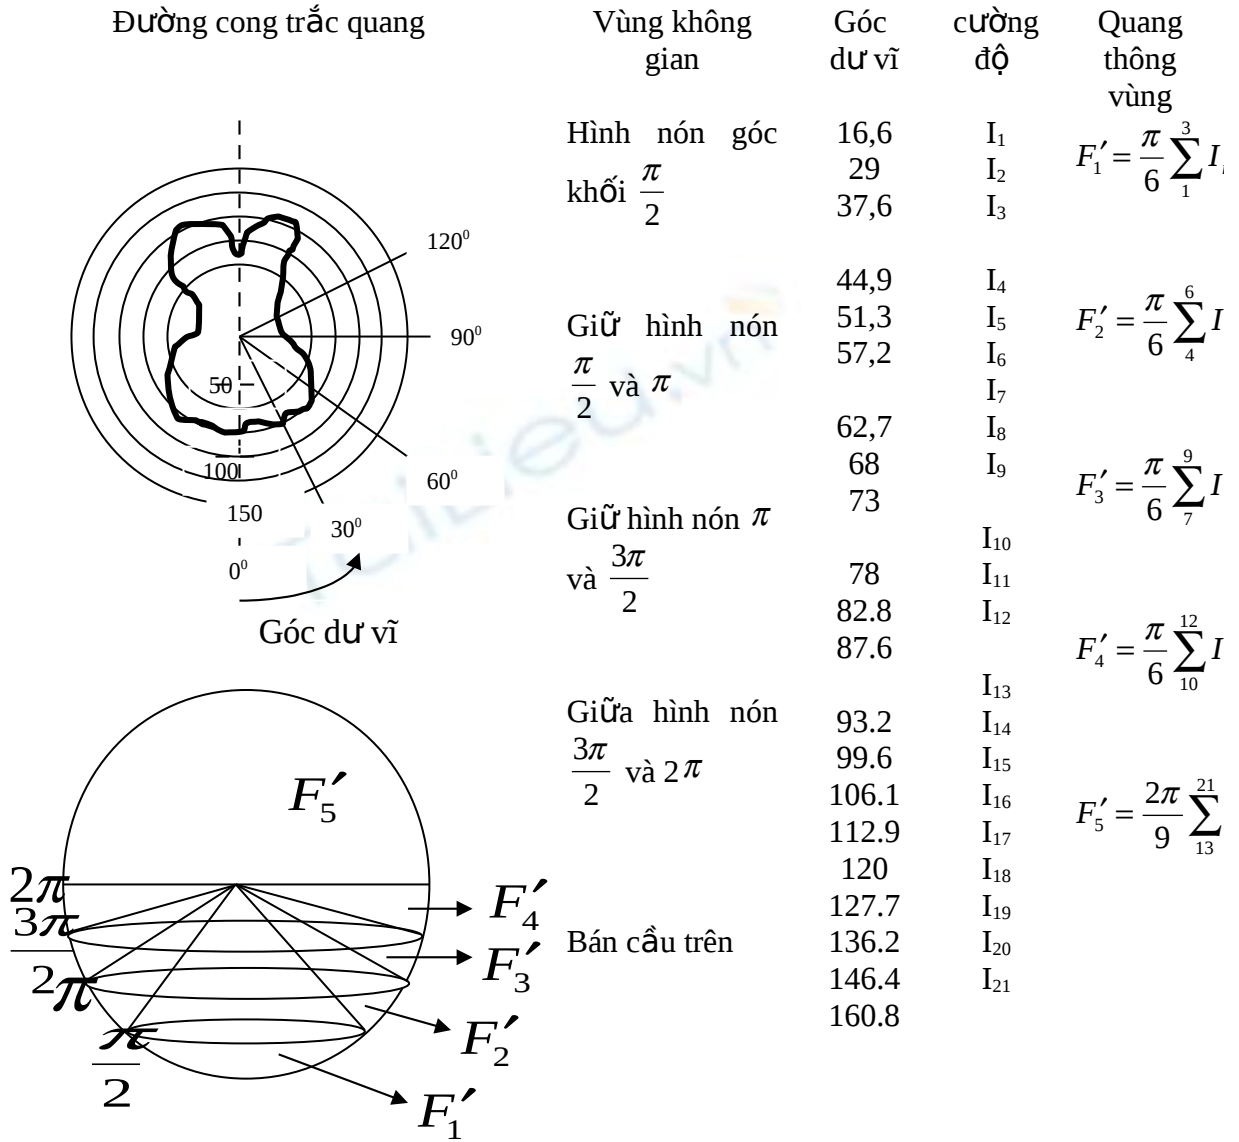 Đường cong trắc quang
Vùng không
gian
Góc
dư vĩ
cường
độ
Quang
thông
vùng
120⁰
90⁰
60⁰
30⁰
0⁰
50
100
150
Góc dư vĩ
F₅′
2π
3π
2
π
π
2
F₄′
F₃′
F₂′
F₁′
Hình nón góc
khối π/2
Giữ hình nón
π/2 và π
Giữ hình nón π
và 3π/2
Giữa hình nón
3π/2 và 2π
Bán cầu trên
16,6
29
37,6
44,9
51,3
57,2
62,7
68
73
78
82.8
87.6
93.2
99.6
106.1
112.9
120
127.7
136.2
146.4
160.8
I₁
I₂
I₃
I₄
I₅
I₆
I₇
I₈
I₉
I₁₀
I₁₁
I₁₂
I₁₃
I₁₄
I₁₅
I₁₆
I₁₇
I₁₈
I₁₉
I₂₀
I₂₁
F₁′ = π/6 ∑₁³ I
F₂′ = π/6 ∑₄⁶ I
F₃′ = π/6 ∑₇⁹ I
F₄′ = π/6 ∑₁₀¹² I
F₅′ = 2π/9 ∑₁₃²¹